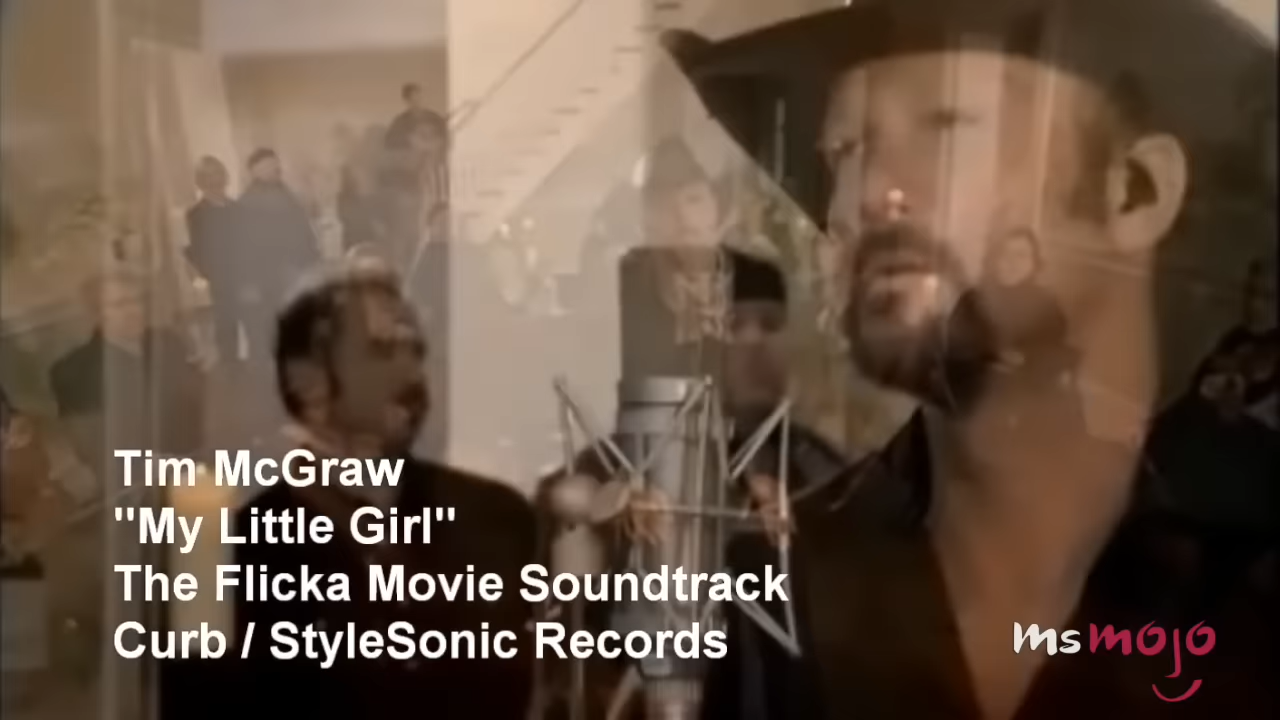 Tim McGraw
"My Little Girl"
The Flicka Movie Soundtrack
Curb / StyleSonic Records
msmojo